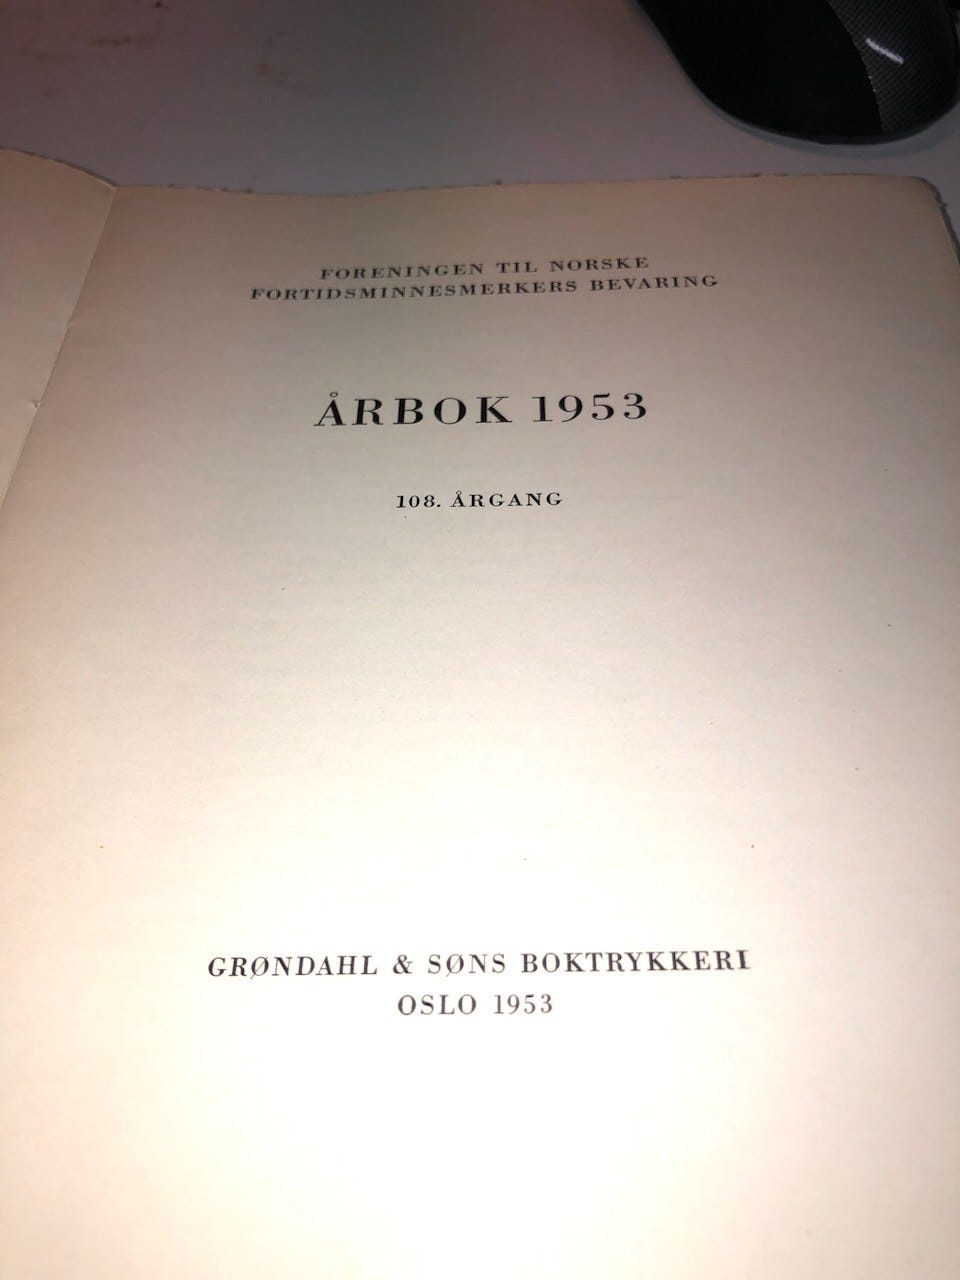 FORENINGEN TIL NORSKE
FORTIDSMINNESMERKERS BEVARING
ÅRBOK 1953
108. ÅRGANG
GRØNDAHL & SØNS BOKTRYKKERI
OSLO 1953